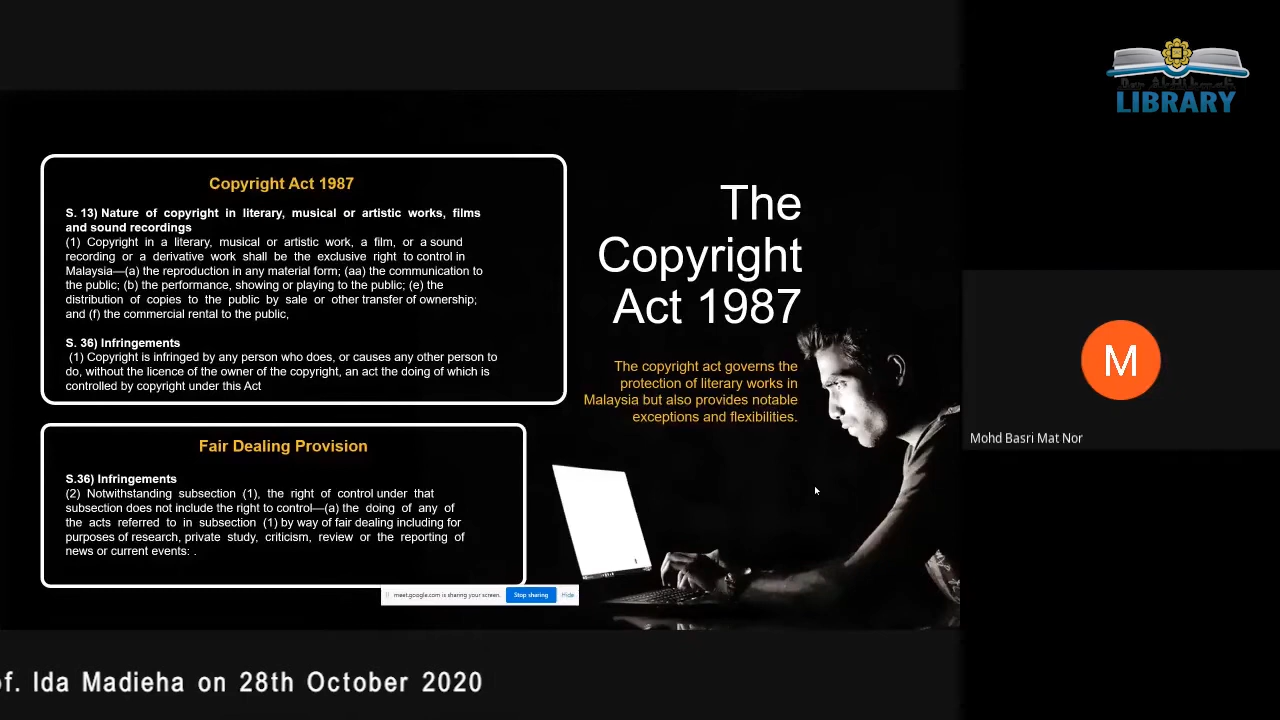 Copyright Act 1987
S. 13) Nature of copyright in literary, musical or artistic works, films
and sound recordings
(1) Copyright in a literary, musical or artistic work, a film, or a sound
recording or a derivative work shall be the exclusive right to control in
Malaysia—(a) the reproduction in any material form; (aa) the communication to
the public; (b) the performance, showing or playing to the public; (e) the
distribution of copies to the public by sale or other transfer of ownership;
and (f) the commercial rental to the public,
S. 36) Infringements
(1) Copyright is infringed by any person who does, or causes any other person to
do, without the licence of the owner of the copyright, an act the doing of which is
controlled by copyright under this Act
Fair Dealing Provision
S.36) Infringements
(2) Notwithstanding subsection (1), the right of control under that
subsection does not include the right to control—(a) the doing of any of
the acts referred to in subsection (1) by way of fair dealing including for
purposes of research, private study, criticism, review or the reporting of
news or current events: .
The
Copyright
Act 1987
The copyright act governs the
protection of literary works in
Malaysia but also provides notable
exceptions and flexibilities.
meet.google.com is sharing your screen.
Stop sharing
Hide
LIBRARY
M
Mohd Basri Mat Nor
of. Ida Madieha on 28th October 2020